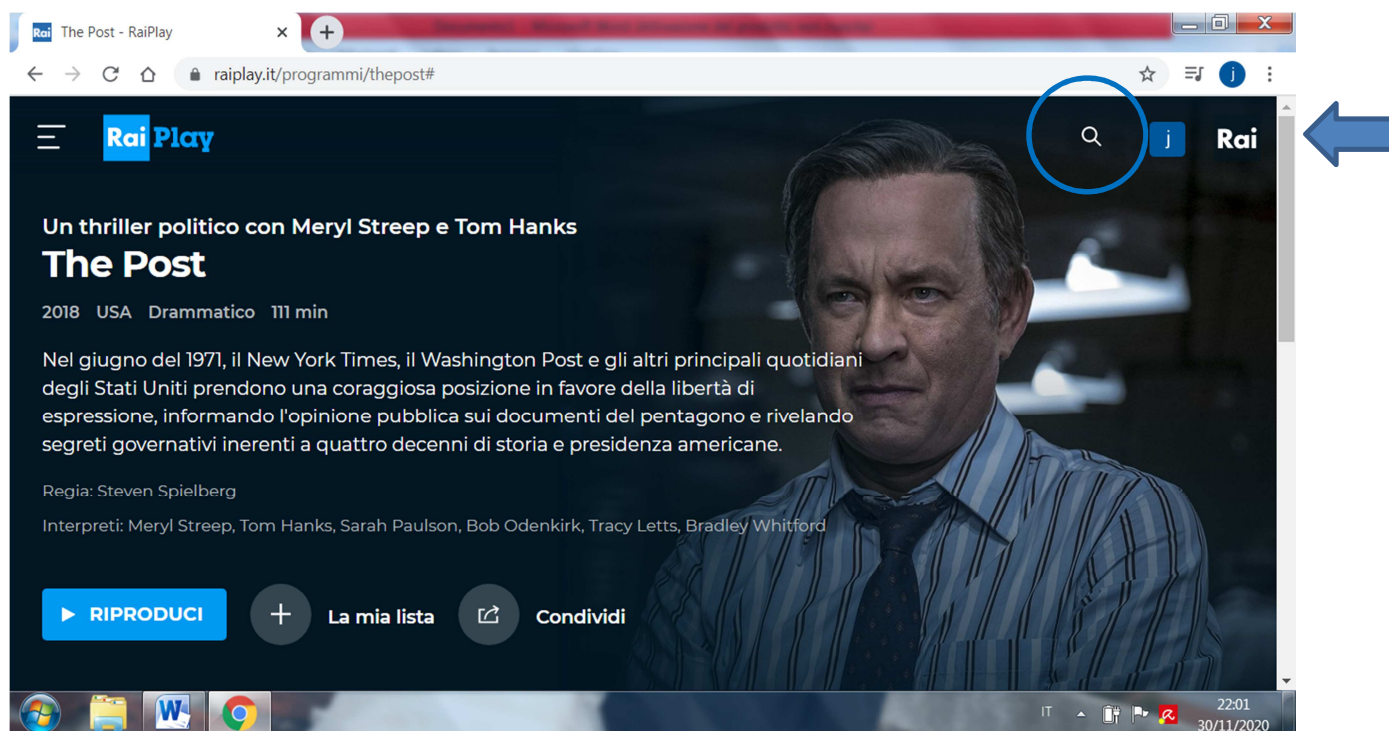 Rai The Post - RaiPlay
raiplay.it/programmi/thepost#
j
Rai Play
j
Rai
Un thriller politico con Meryl Streep e Tom Hanks
The Post
2018 USA Drammatico 111 min
Nel giugno del 1971, il New York Times, il Washington Post e gli altri principali quotidiani
degli Stati Uniti prendono una coraggiosa posizione in favore della libertà di
espressione, informando l'opinione pubblica sui documenti del pentagono e rivelando
segreti governativi inerenti a quattro decenni di storia e presidenza americane.
Regia: Steven Spielberg
Interpreti: Meryl Streep, Tom Hanks, Sarah Paulson, Bob Odenkirk, Tracy Letts, Bradley Whitford
RIPRODUCI
La mia lista
Condividi
W
IT
22:01
30/11/2020